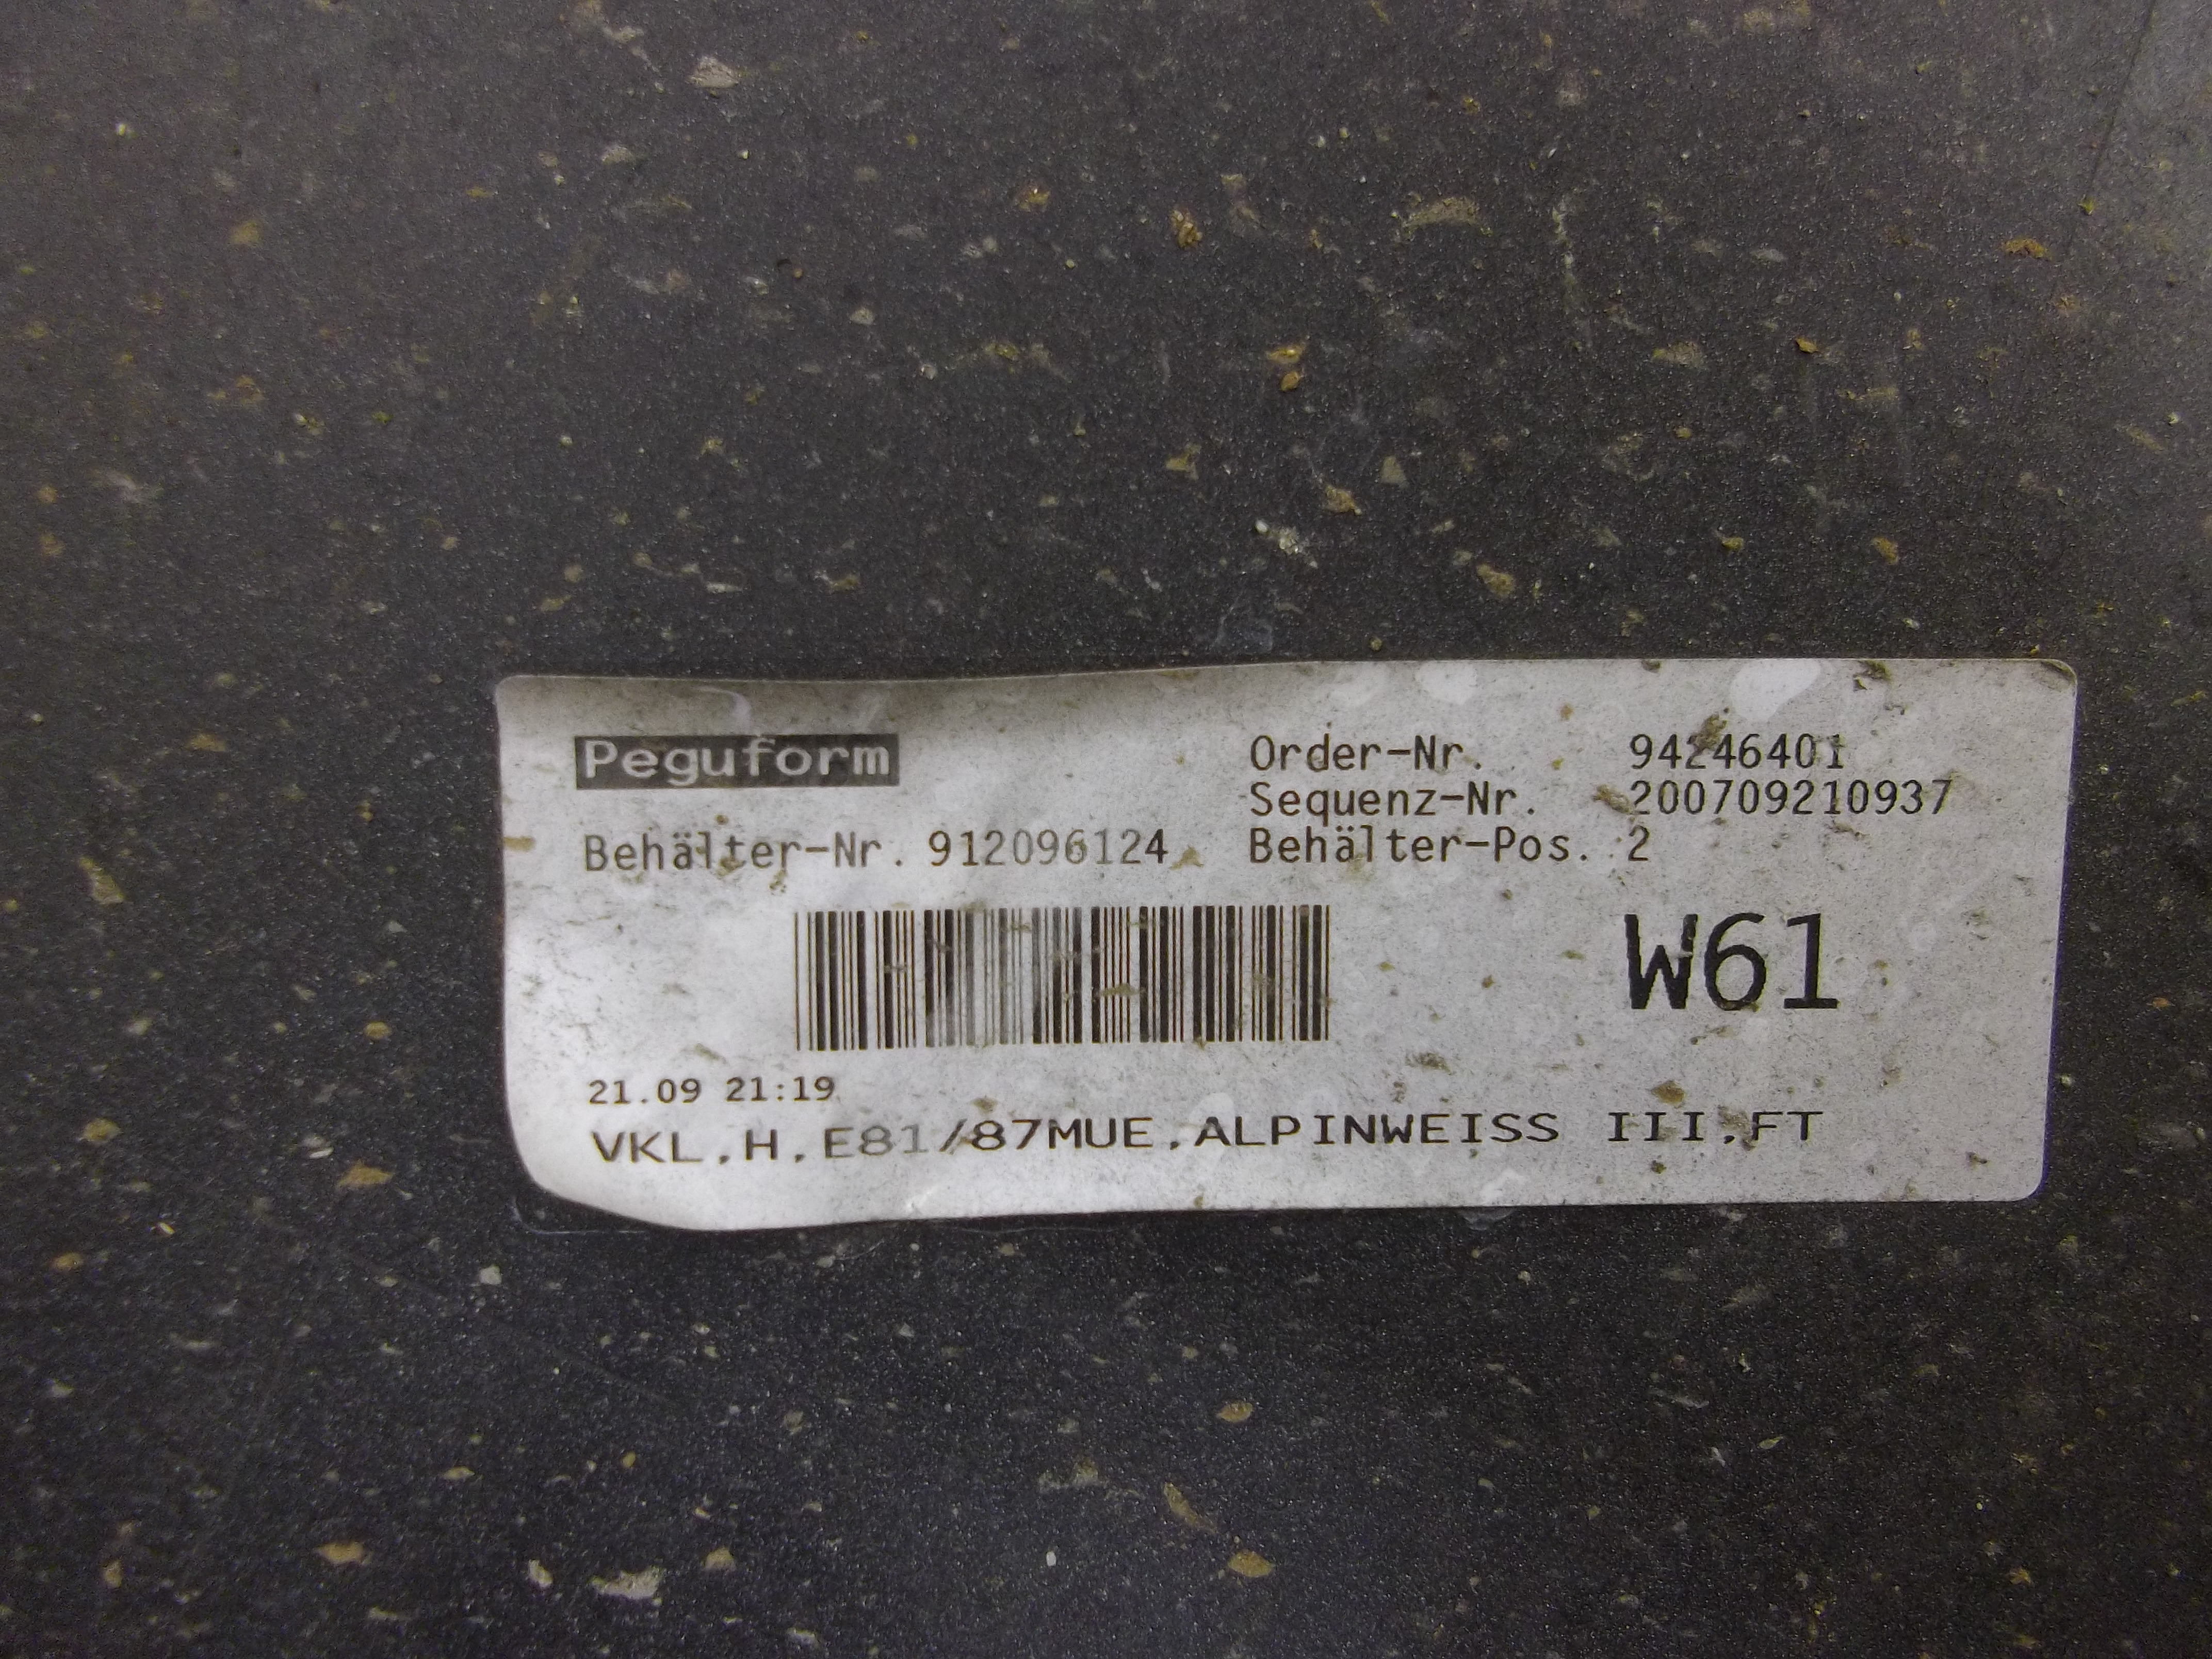 Peguform
Order-Nr. 94246401
Sequenz-Nr. 200709210937
Behälter-Nr. 912096124 Behälter-Pos. 2
W61
21.09 21:19
VKL.H.E81/87MUE.ALPINWEISS III.FT